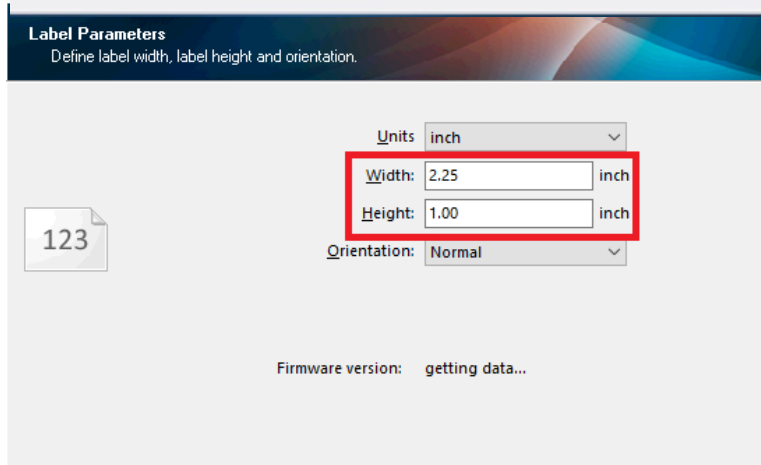 Label Parameters
Define label width, label height and orientation.
Units inch
Width: 2.25 inch
Height: 1.00 inch
123
Orientation: Normal
Firmware version: getting data...